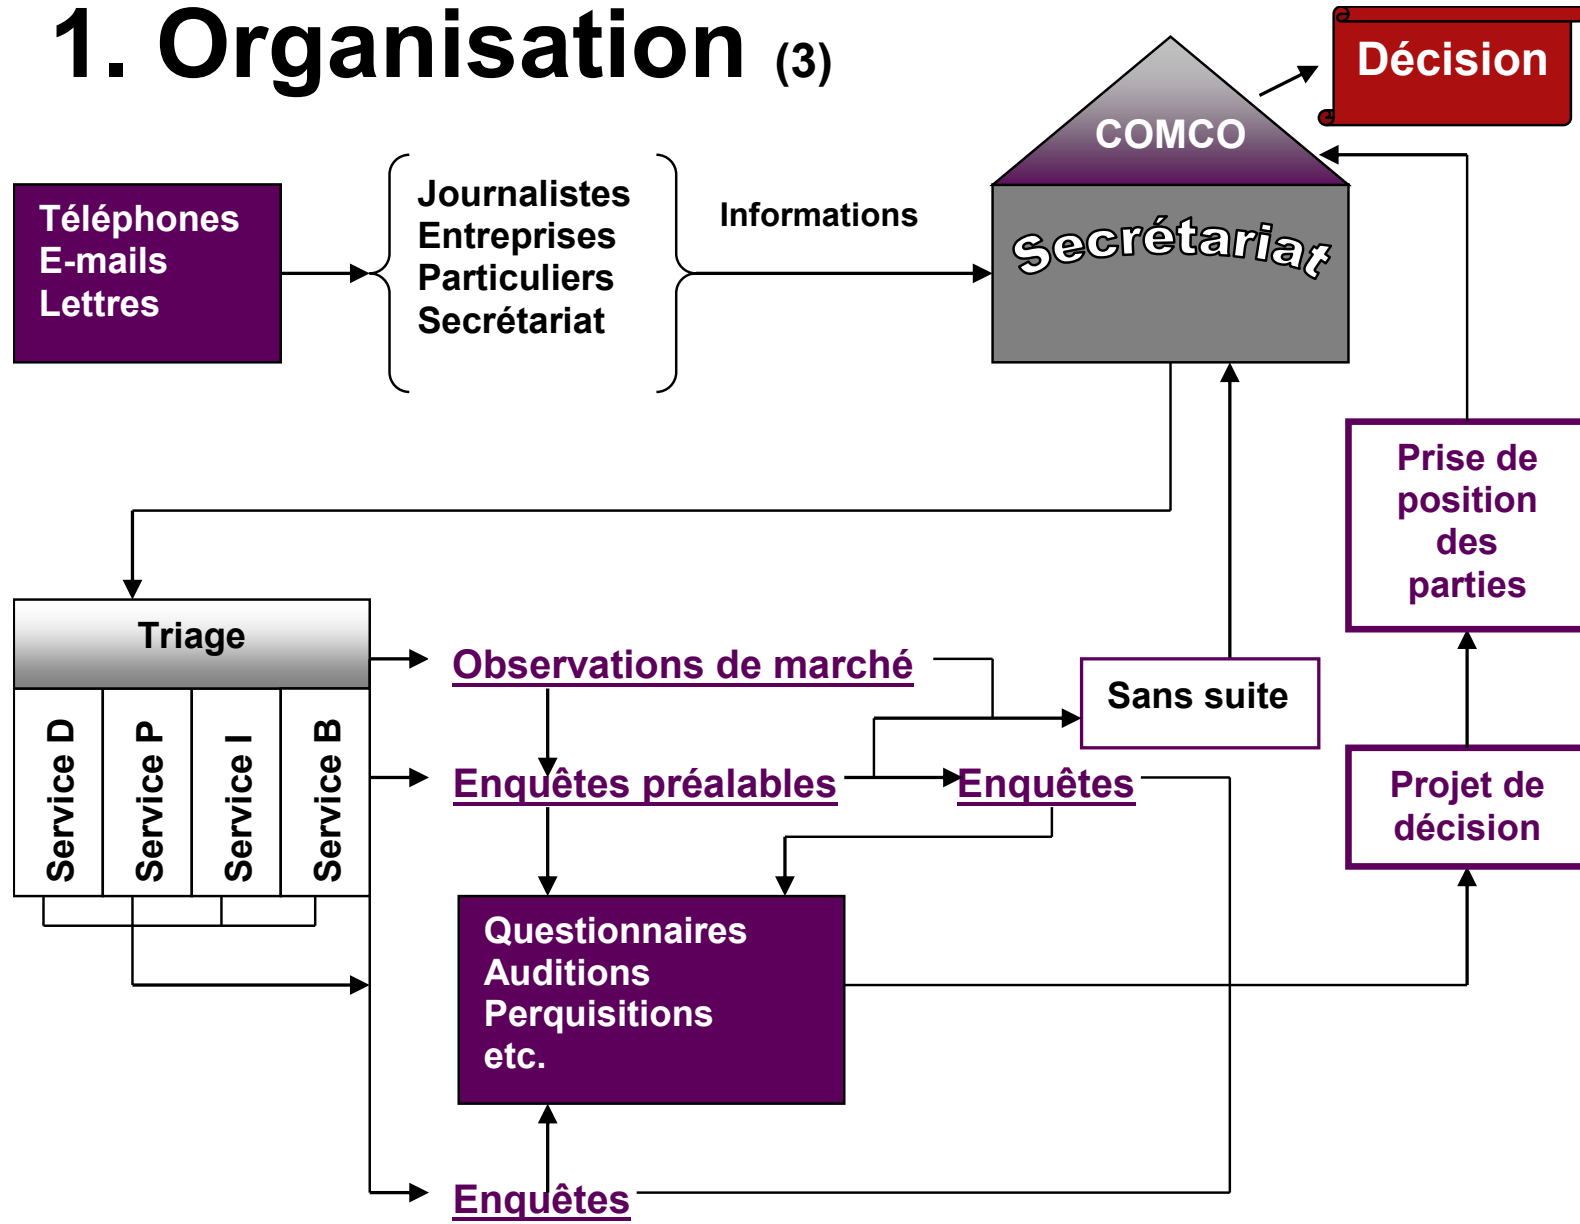 1. Organisation (3)
Décision
COMCO
Téléphones
E-mails
Lettres
Journalistes
Entreprises
Particuliers
Secrétariat
Informations
Secrétariat
Prise de
position
des
parties
Triage
Service D
Service P
Service I
Service B
Observations de marché
Sans suite
Enquêtes préalables
Enquêtes
Projet de
décision
Questionnaires
Auditions
Perquisitions
etc.
Enquêtes